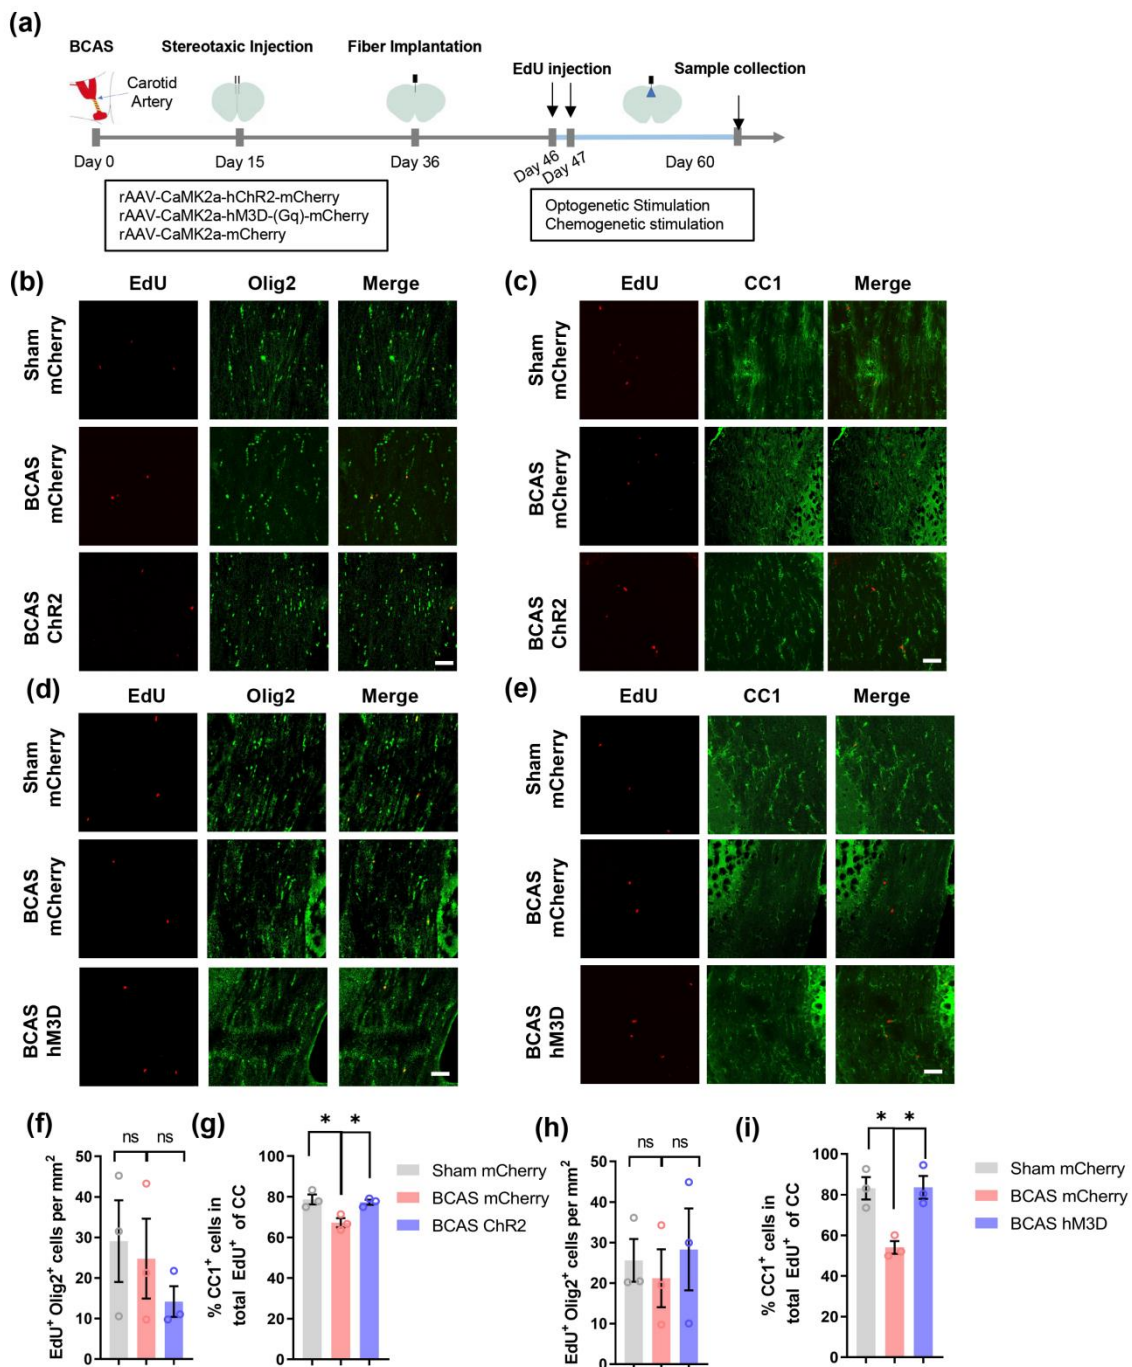 (a)
BCAS
Stereotaxic Injection
Fiber Implantation
EdU injection
Sample collection
Carotid
Artery
Day 0
Day 15
Day 36
Day 46
Day 47
Day 60
rAAV-CaMK2a-hChR2-mCherry
rAAV-CaMK2a-hM3D-(Gq)-mCherry
rAAV-CaMK2a-mCherry
Optogenetic Stimulation
Chemogenetic stimulation
(b)
EdU
Olig2
Merge
Sham
mCherry
BCAS
mCherry
BCAS
ChR2
(c)
EdU
CC1
Merge
Sham
mCherry
BCAS
mCherry
BCAS
ChR2
(d)
EdU
Olig2
Merge
Sham
mCherry
BCAS
mCherry
BCAS
hM3D
(e)
EdU
CC1
Merge
Sham
mCherry
BCAS
mCherry
BCAS
hM3D
(f)
EdU⁺ Olig2⁺ cells per mm²
50
40
30
20
10
0
ns
ns
(g)
% CC1⁺ cells in
total EdU⁺ of CC
100
80
60
40
20
0
*
*
Sham mCherry
BCAS mCherry
BCAS ChR2
(h)
EdU⁺ Olig2⁺ cells per mm²
50
40
30
20
10
0
ns
ns
(i)
% CC1⁺ cells in
total EdU⁺ of CC
100
80
60
40
20
0
*
*
Sham mCherry
BCAS mCherry
BCAS hM3D